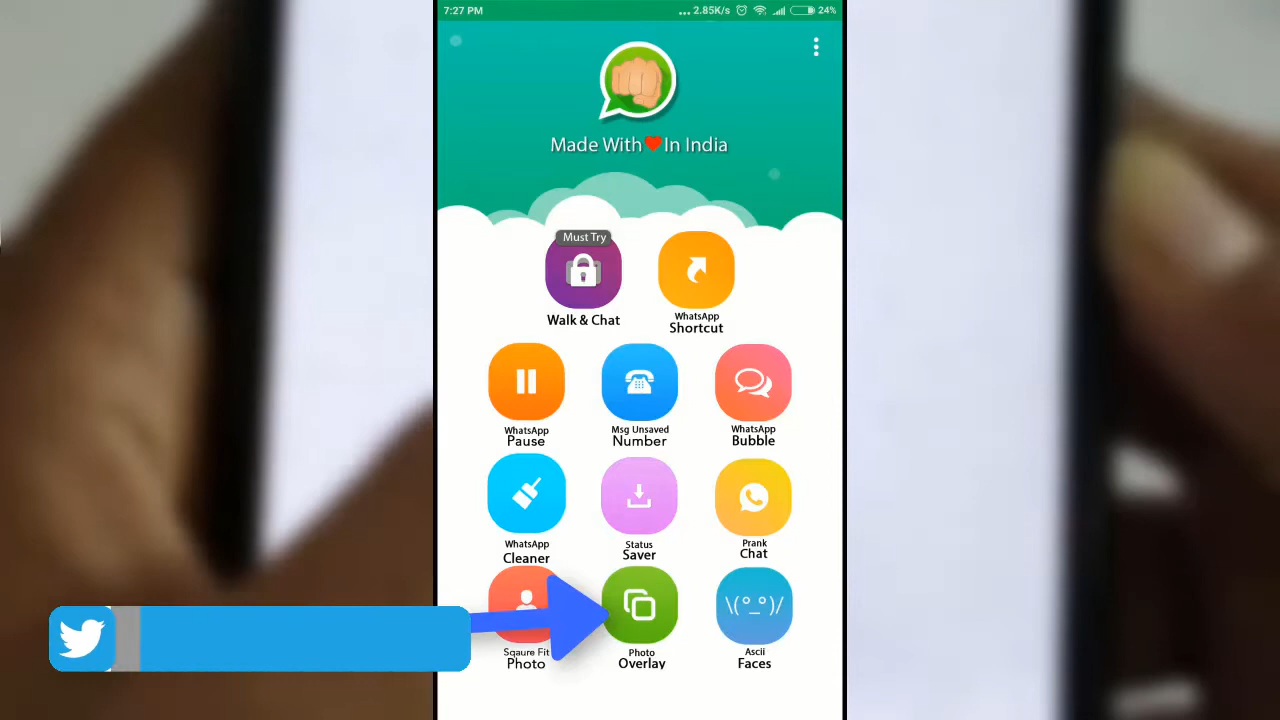 7:27 PM
... 2.85K/s 24%
Made With ❤ In India
Must Try
Walk & Chat
WhatsApp
Shortcut
WhatsApp
Pause
Msg Unsaved
Number
WhatsApp
Bubble
WhatsApp
Cleaner
Status
Saver
Prank
Chat
Sqaure Fit
Photo
Photo
Overlay
\(°_°)/
Ascii
Faces